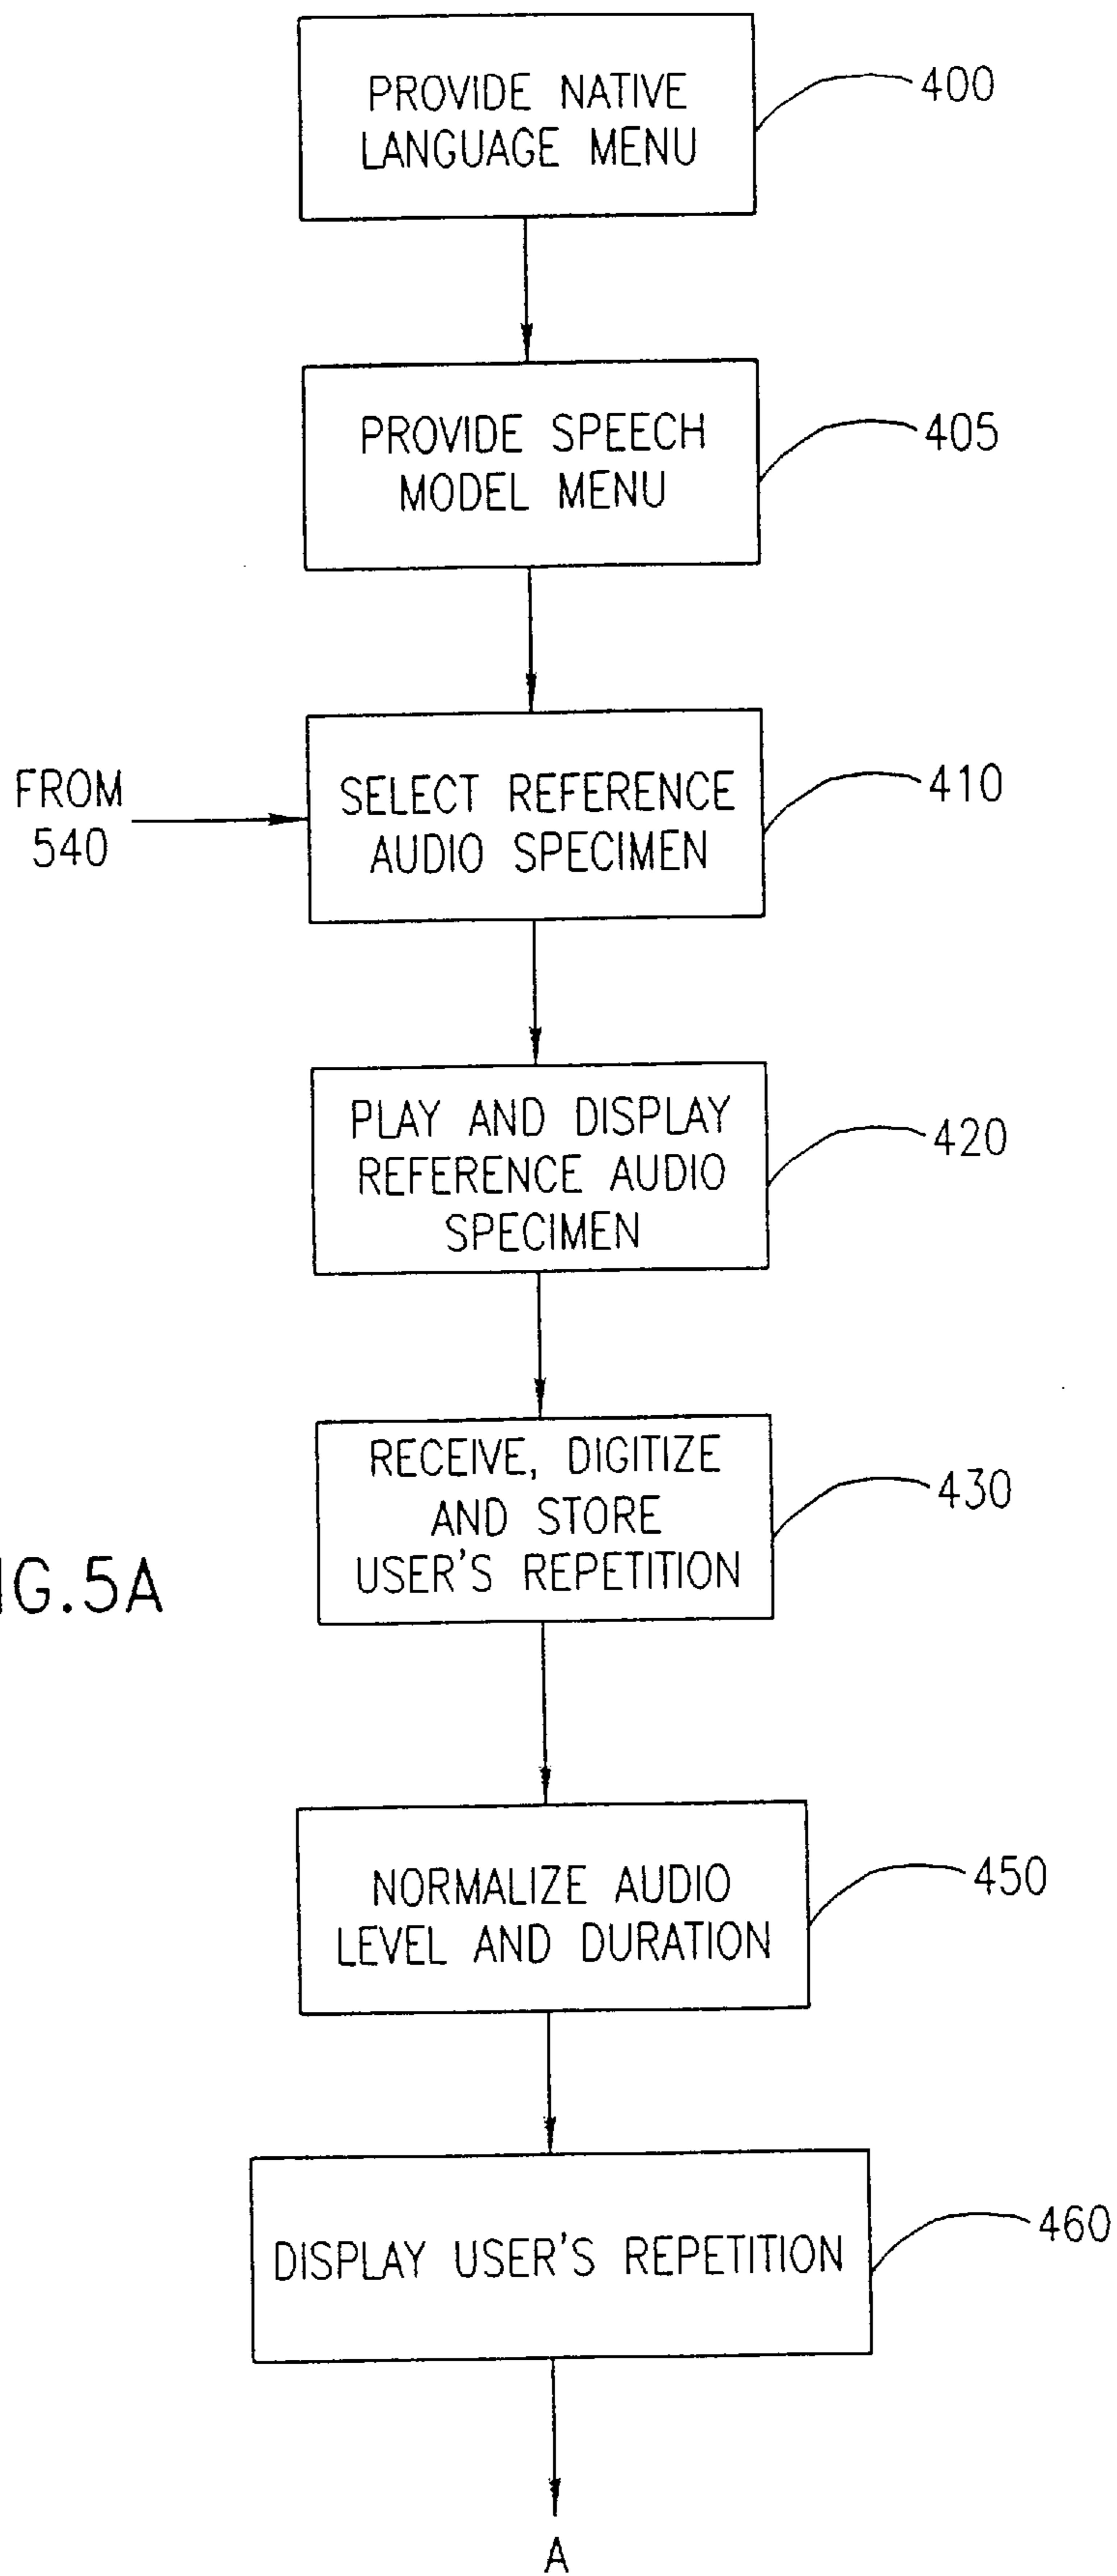 PROVIDE NATIVE
LANGUAGE MENU
400
PROVIDE SPEECH
MODEL MENU
405
FROM
540
SELECT REFERENCE
AUDIO SPECIMEN
410
PLAY AND DISPLAY
REFERENCE AUDIO
SPECIMEN
420
RECEIVE, DIGITIZE
AND STORE
USER'S REPETITION
430
IG.5A
NORMALIZE AUDIO
LEVEL AND DURATION
450
DISPLAY USER'S REPETITION
460
A